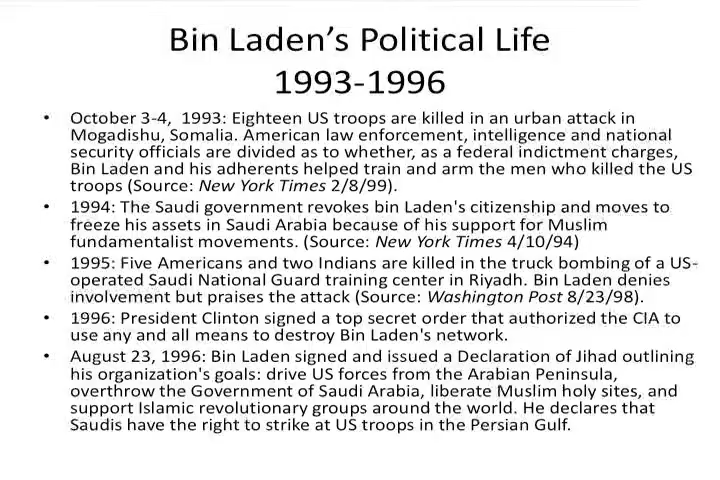 Bin Laden's Political Life
1993-1996
• October 3-4,  1993: Eighteen US troops are killed in an urban attack in
Mogadishu, Somalia. American law enforcement, intelligence and national
security officials are divided as to whether, as a federal indictment charges,
Bin Laden and his adherents helped train and arm the men who killed the US
troops (Source: New York Times 2/8/99).
• 1994: The Saudi government revokes bin Laden's citizenship and moves to
freeze his assets in Saudi Arabia because of his support for Muslim
fundamentalist movements. (Source: New York Times 4/10/94)
• 1995: Five Americans and two Indians are killed in the truck bombing of a US-
operated Saudi National Guard training center in Riyadh. Bin Laden denies
involvement but praises the attack (Source: Washington Post 8/23/98).
• 1996: President Clinton signed a top secret order that authorized the CIA to
use any and all means to destroy Bin Laden's network.
• August 23, 1996: Bin Laden signed and issued a Declaration of Jihad outlining
his organization's goals: drive US forces from the Arabian Peninsula,
overthrow the Government of Saudi Arabia, liberate Muslim holy sites, and
support Islamic revolutionary groups around the world. He declares that
Saudis have the right to strike at US troops in the Persian Gulf.